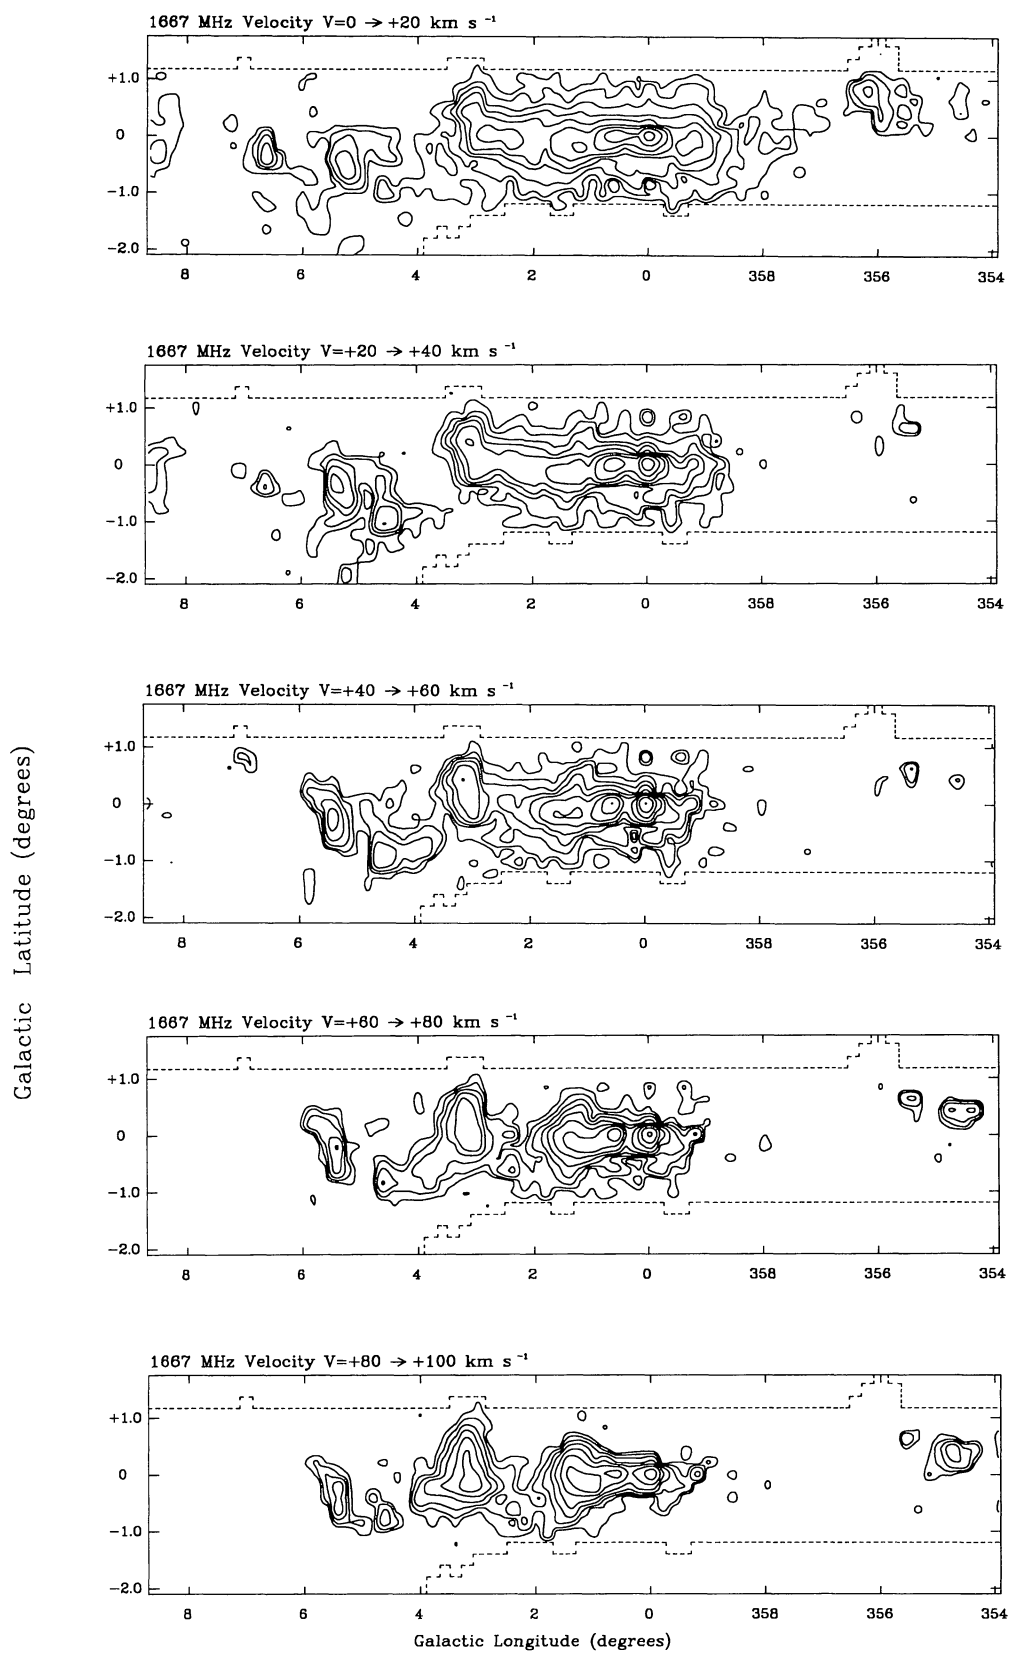 1667 MHz Velocity V=0 → +20 km s⁻¹
+1.0
0
−1.0
−2.0
8 6 4 2 0 358 356 354
1667 MHz Velocity V=+20 → +40 km s⁻¹
+1.0
0
−1.0
−2.0
8 6 4 2 0 358 356 354
1667 MHz Velocity V=+40 → +60 km s⁻¹
+1.0
0
−1.0
−2.0
8 6 4 2 0 358 356 354
Galactic Latitude (degrees)
1667 MHz Velocity V=+60 → +80 km s⁻¹
+1.0
0
−1.0
−2.0
8 6 4 2 0 358 356 354
1667 MHz Velocity V=+80 → +100 km s⁻¹
+1.0
0
−1.0
−2.0
8 6 4 2 0 358 356 354
Galactic Longitude (degrees)